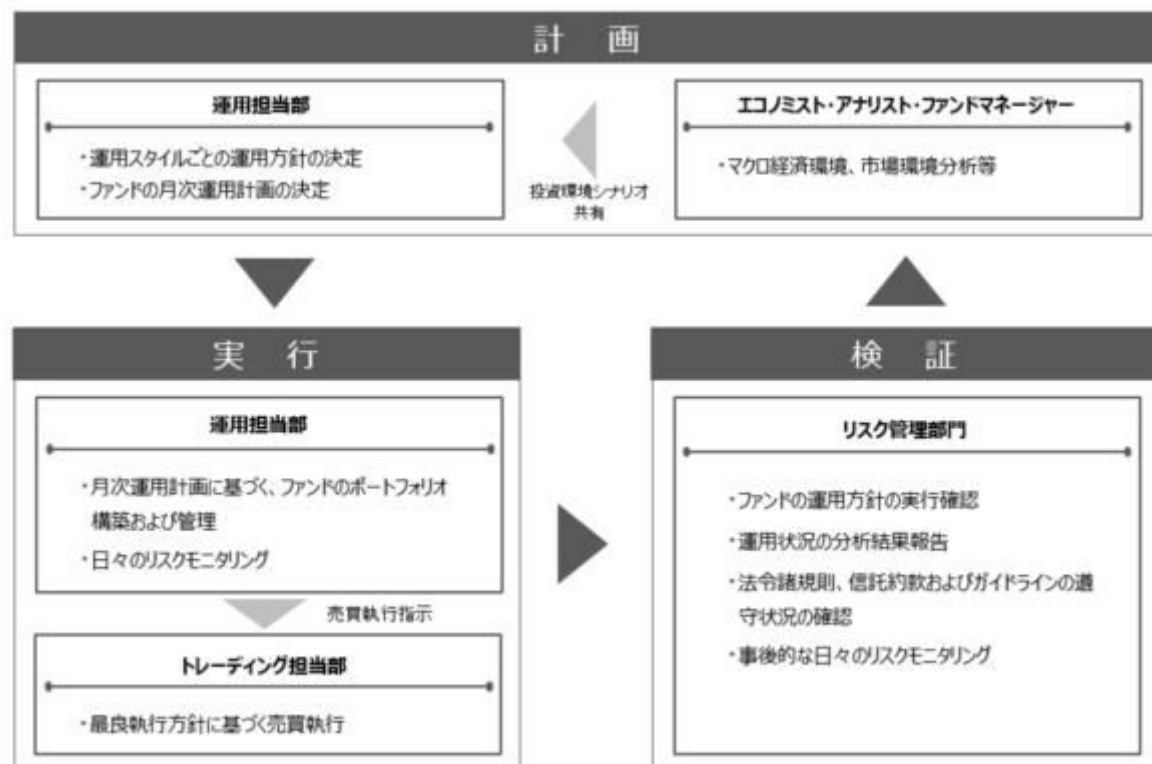 計 画
運用担当部
・運用スタイルごとの運用方針の決定
・ファンドの月次運用計画の決定
投資環境シナリオ
共有
エコノミスト・アナリスト・ファンドマネージャー
・マクロ経済環境、市場環境分析等
実 行
運用担当部
・月次運用計画に基づく、ファンドのポートフォリオ
構築および管理
・日々のリスクモニタリング
売買執行指示
トレーディング担当部
・最良執行方針に基づく売買執行
検 証
リスク管理部門
・ファンドの運用方針の実行確認
・運用状況の分析結果報告
・法令諸規則、信託約款およびガイドラインの遵
守状況の確認
・事後的な日々のリスクモニタリング